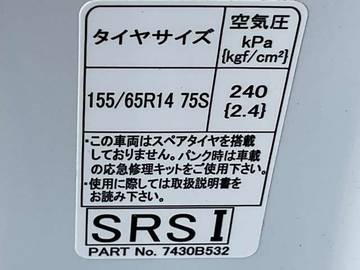 タイヤサイズ 空気圧
kPa
{kgf/cm²}
155/65R14 75S 240
{2.4}
・この車両はスペアタイヤを搭載
しておりません。パンク時は車載
の応急修理キットをご使用下さい。
・使用に際しては取扱説明書を
お読み下さい。
SRS I
PART No. 7430B532